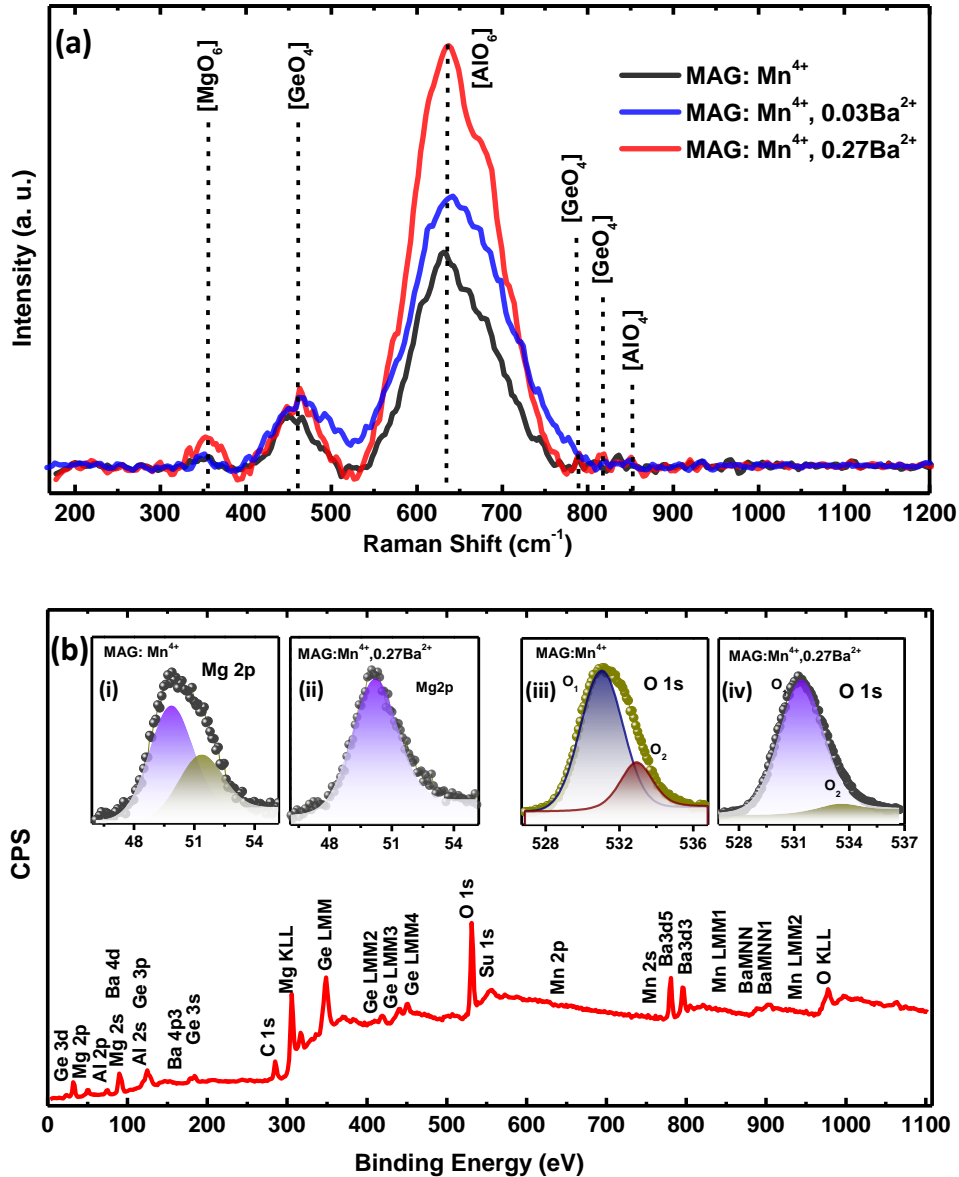 (a)
[MgO6]
[GeO4]
[AlO6]
[GeO4]
[GeO4]
[AlO4]
MAG: Mn4+
MAG: Mn4+, 0.03Ba2+
MAG: Mn4+, 0.27Ba2+
Intensity (a. u.)
200 300 400 500 600 700 800 900 1000 1100 1200
Raman Shift (cm-1)
(b)
MAG: Mn4+
(i)
Mg 2p
48 51 54
MAG:Mn4+,0.27Ba2+
(ii)
Mg2p
48 51 54
MAG:Mn4+
(iii)
O1
O 1s
O2
528 533 536
MAG:Mn4+,0.27Ba2+
(iv)
O
O 1s
O2
528 531 534 537
CPS
Ge 3d
Mg 2p
Al 2p
Mg 2s
Ba 4d
Al 2s
Ge 3p
Ba 4p3
Ge 3s
C 1s
Mg KLL
Ge LMM
Ge LMM2
Ge LMM3
Ge LMM4
O 1s
Su 1s
Mn 2p
Mn 2s
Ba3d5
Ba3d3
Mn LMM1
BaMNN
BaMNN1
Mn LMM2
O KLL
0 100 200 300 400 500 600 700 800 900 1000 1100
Binding Energy (eV)